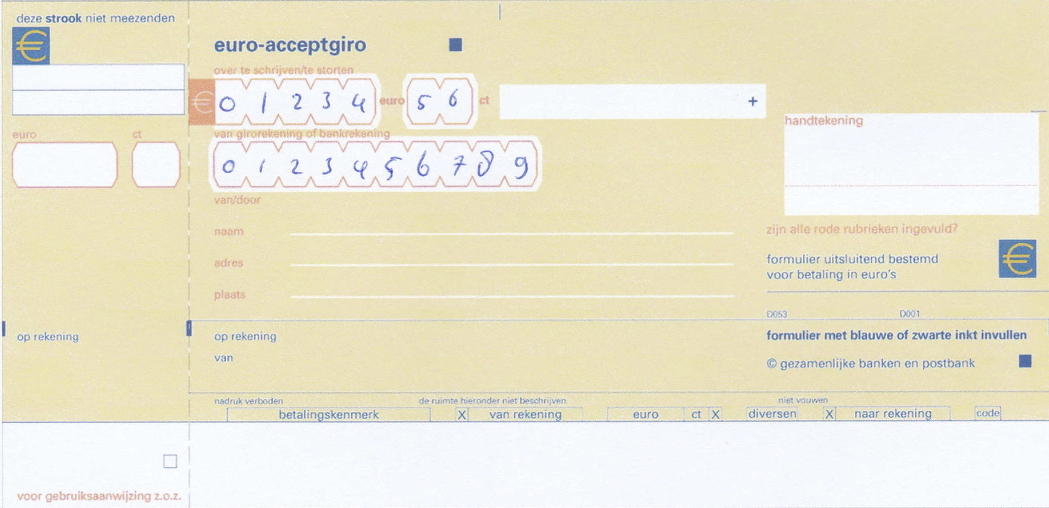 deze strook niet meezenden
€
euro-acceptgiro
over te schrijven/te storten
€ 0 1 2 3 4 euro 5 6 ct
+
euro ct
van girorekening of bankrekening
0 1 2 3 4 5 6 7 8 9
handtekening
van/door
naam
adres
plaats
zijn alle rode rubrieken ingevuld?
formulier uitsluitend bestemd
voor betaling in euro's
€
D053 D001
op rekening
op rekening
van
formulier met blauwe of zwarte inkt invullen
© gezamenlijke banken en postbank
nadruk verboden de ruimte hieronder niet beschrijven niet vouwen
betalingskenmerk X van rekening euro ct X diversen X naar rekening code
voor gebruiksaanwijzing z.o.z.